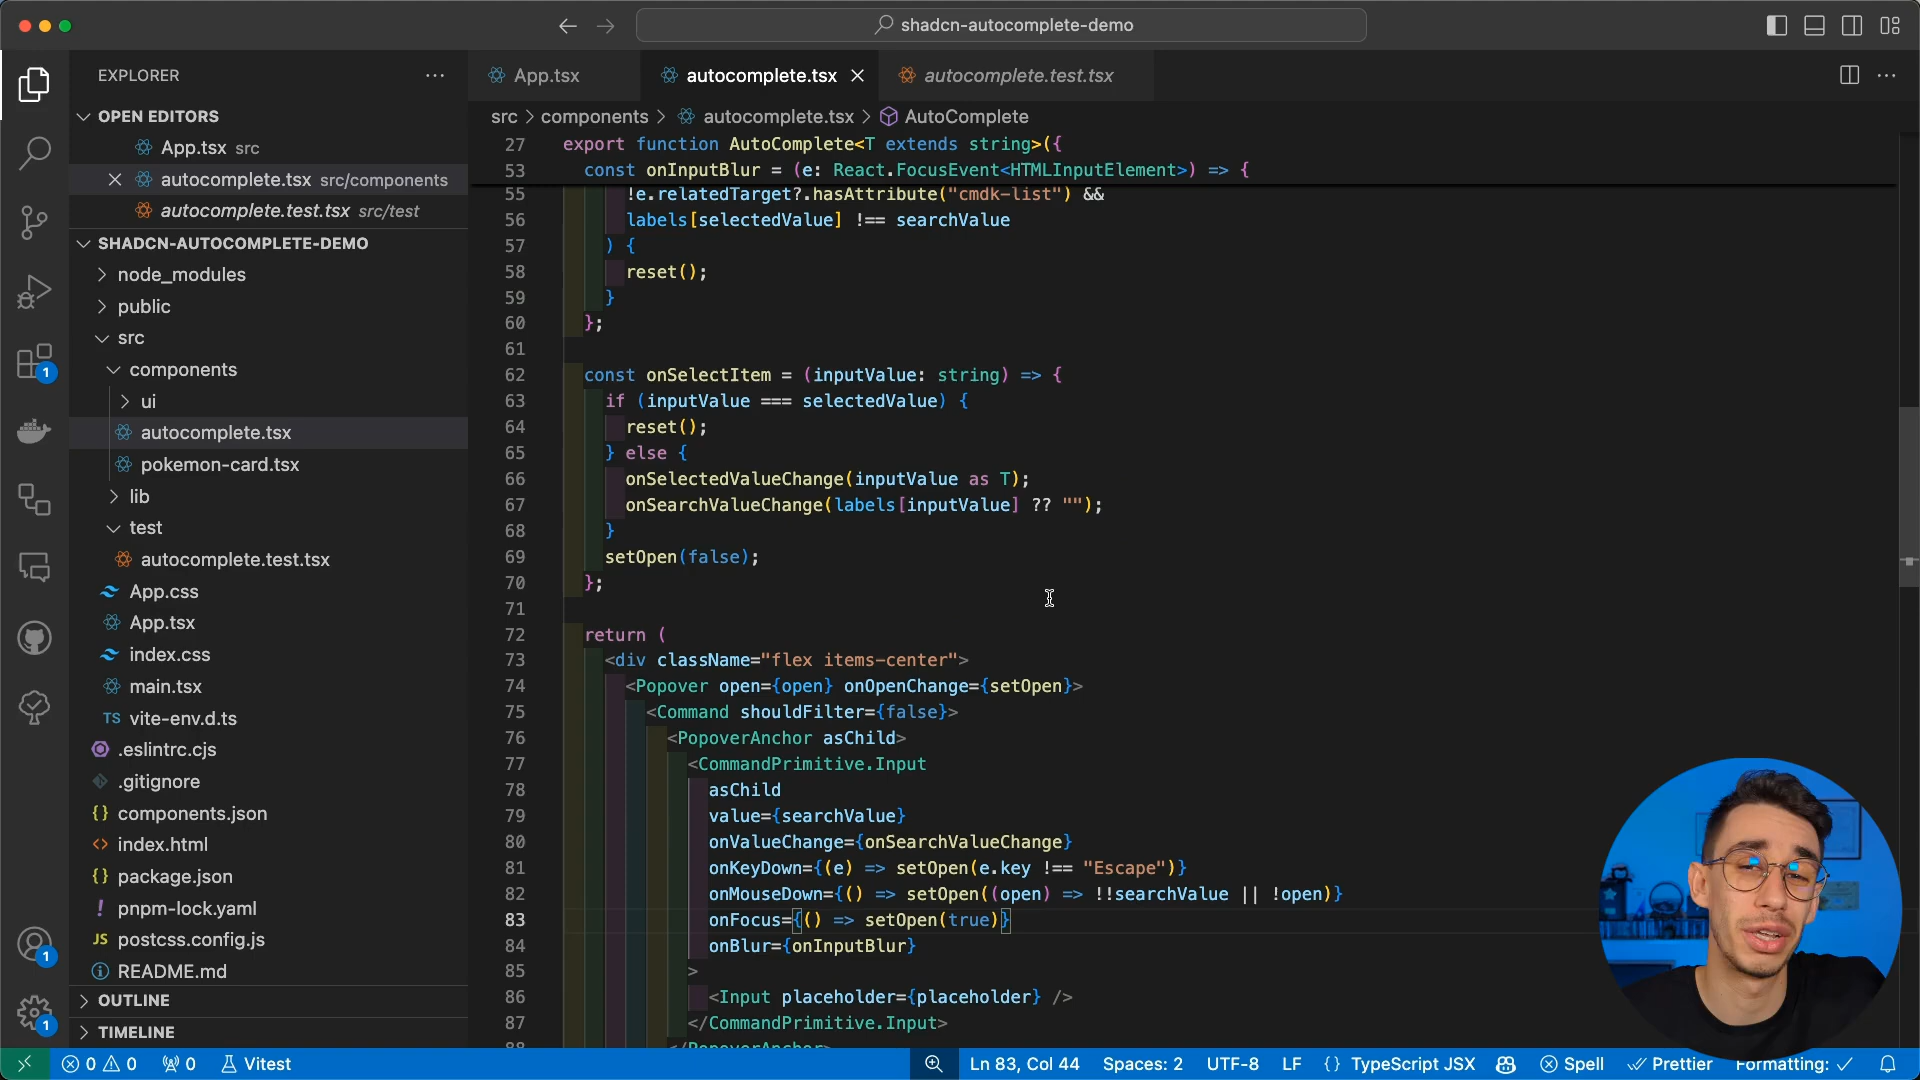 shadcn-autocomplete-demo
EXPLORER
OPEN EDITORS
App.tsx src
autocomplete.tsx src/components
autocomplete.test.tsx src/test
SHADCN-AUTOCOMPLETE-DEMO
node_modules
public
src
components
ui
autocomplete.tsx
pokemon-card.tsx
lib
test
autocomplete.test.tsx
App.css
App.tsx
index.css
main.tsx
TS vite-env.d.ts
.eslintrc.cjs
.gitignore
{} components.json
<> index.html
{} package.json
! pnpm-lock.yaml
JS postcss.config.js
README.md
OUTLINE
TIMELINE
1
1
1
App.tsx
autocomplete.tsx
autocomplete.test.tsx
src > components > autocomplete.tsx > AutoComplete
27 export function AutoComplete<T extends string>({
53 const onInputBlur = (e: React.FocusEvent<HTMLInputElement>) => {
55 !e.relatedTarget?.hasAttribute("cmdk-list") &&
56 labels[selectedValue] !== searchValue
57 ) {
58 reset();
59 }
60 };
61
62 const onSelectItem = (inputValue: string) => {
63 if (inputValue === selectedValue) {
64 reset();
65 } else {
66 onSelectedValueChange(inputValue as T);
67 onSearchValueChange(labels[inputValue] ?? "");
68 }
69 setOpen(false);
70 };
71
72 return (
73 <div className="flex items-center">
74 <Popover open={open} onOpenChange={setOpen}>
75 <Command shouldFilter={false}>
76 <PopoverAnchor asChild>
77 <CommandPrimitive.Input
78 asChild
79 value={searchValue}
80 onValueChange={onSearchValueChange}
81 onKeyDown={(e) => setOpen(e.key !== "Escape")}
82 onMouseDown={() => setOpen((open) => !!searchValue || !open)}
83 onFocus={() => setOpen(true)}
84 onBlur={onInputBlur}
85 >
86 <Input placeholder={placeholder} />
87 </CommandPrimitive.Input>
88 </PopoverAnchor>
0 0 0 Vitest
Ln 83, Col 44 Spaces: 2 UTF-8 LF {} TypeScript JSX Spell Prettier Formatting: ✓